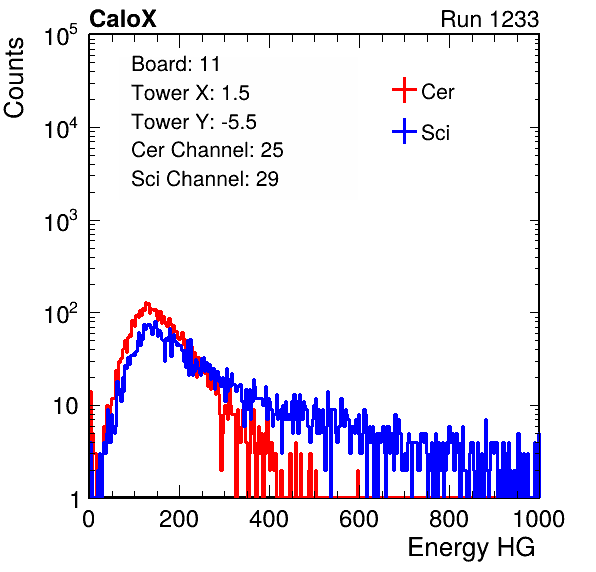 CaloX Run 1233
Counts
10^5
10^4
10^3
10^2
10
1
Board: 11
Tower X: 1.5
Tower Y: -5.5
Cer Channel: 25
Sci Channel: 29
Cer
Sci
0 200 400 600 800 1000
Energy HG